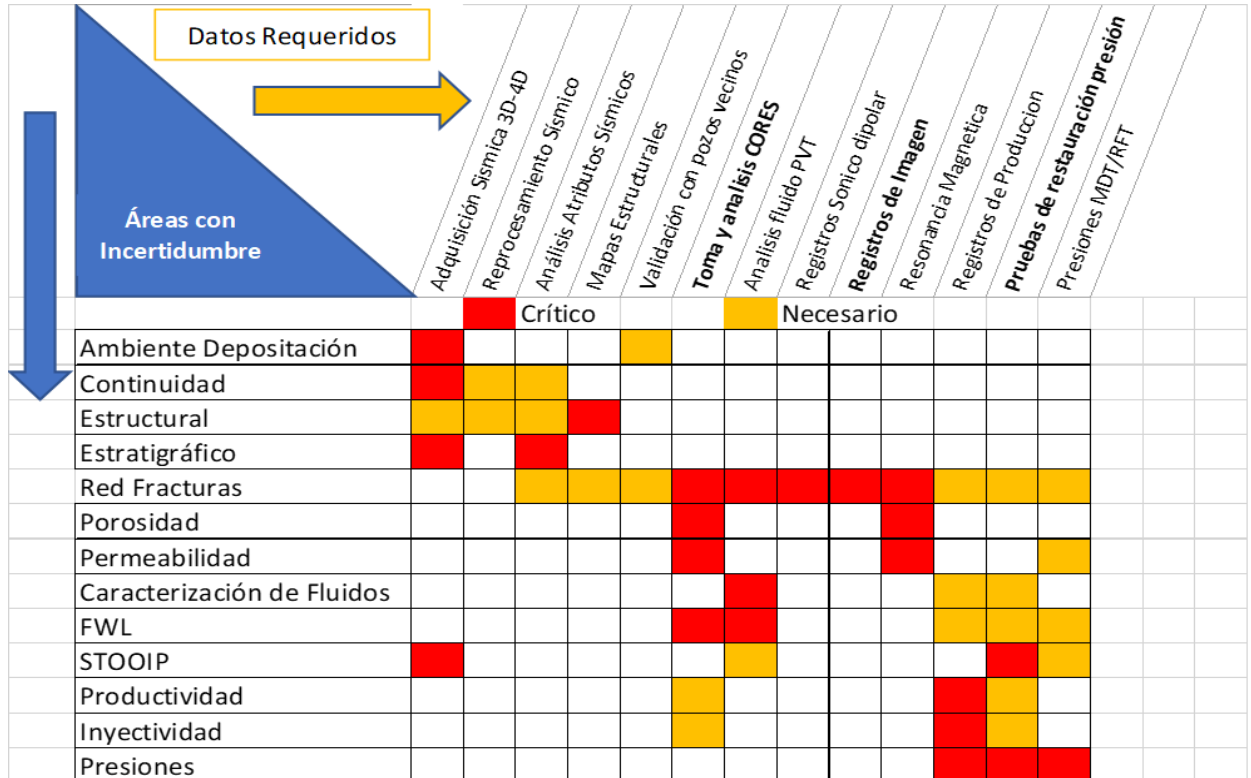 Datos Requeridos
Áreas con
Incertidumbre
Adquisición Sismica 3D-4D
Reprocesamiento Sísmico
Análisis Atributos Sísmicos
Mapas Estructurales
Validación con pozos vecinos
Toma y analisis CORES
Analisis fluido PVT
Registros Sonico dipolar
Registros de Imagen
Resonancia Magnetica
Registros de Produccion
Pruebas de restauración presión
Presiones MDT/RFT
Crítico
Necesario
Ambiente Depositación
Continuidad
Estructural
Estratigráfico
Red Fracturas
Porosidad
Permeabilidad
Caracterización de Fluidos
FWL
STOOIP
Productividad
Inyectividad
Presiones